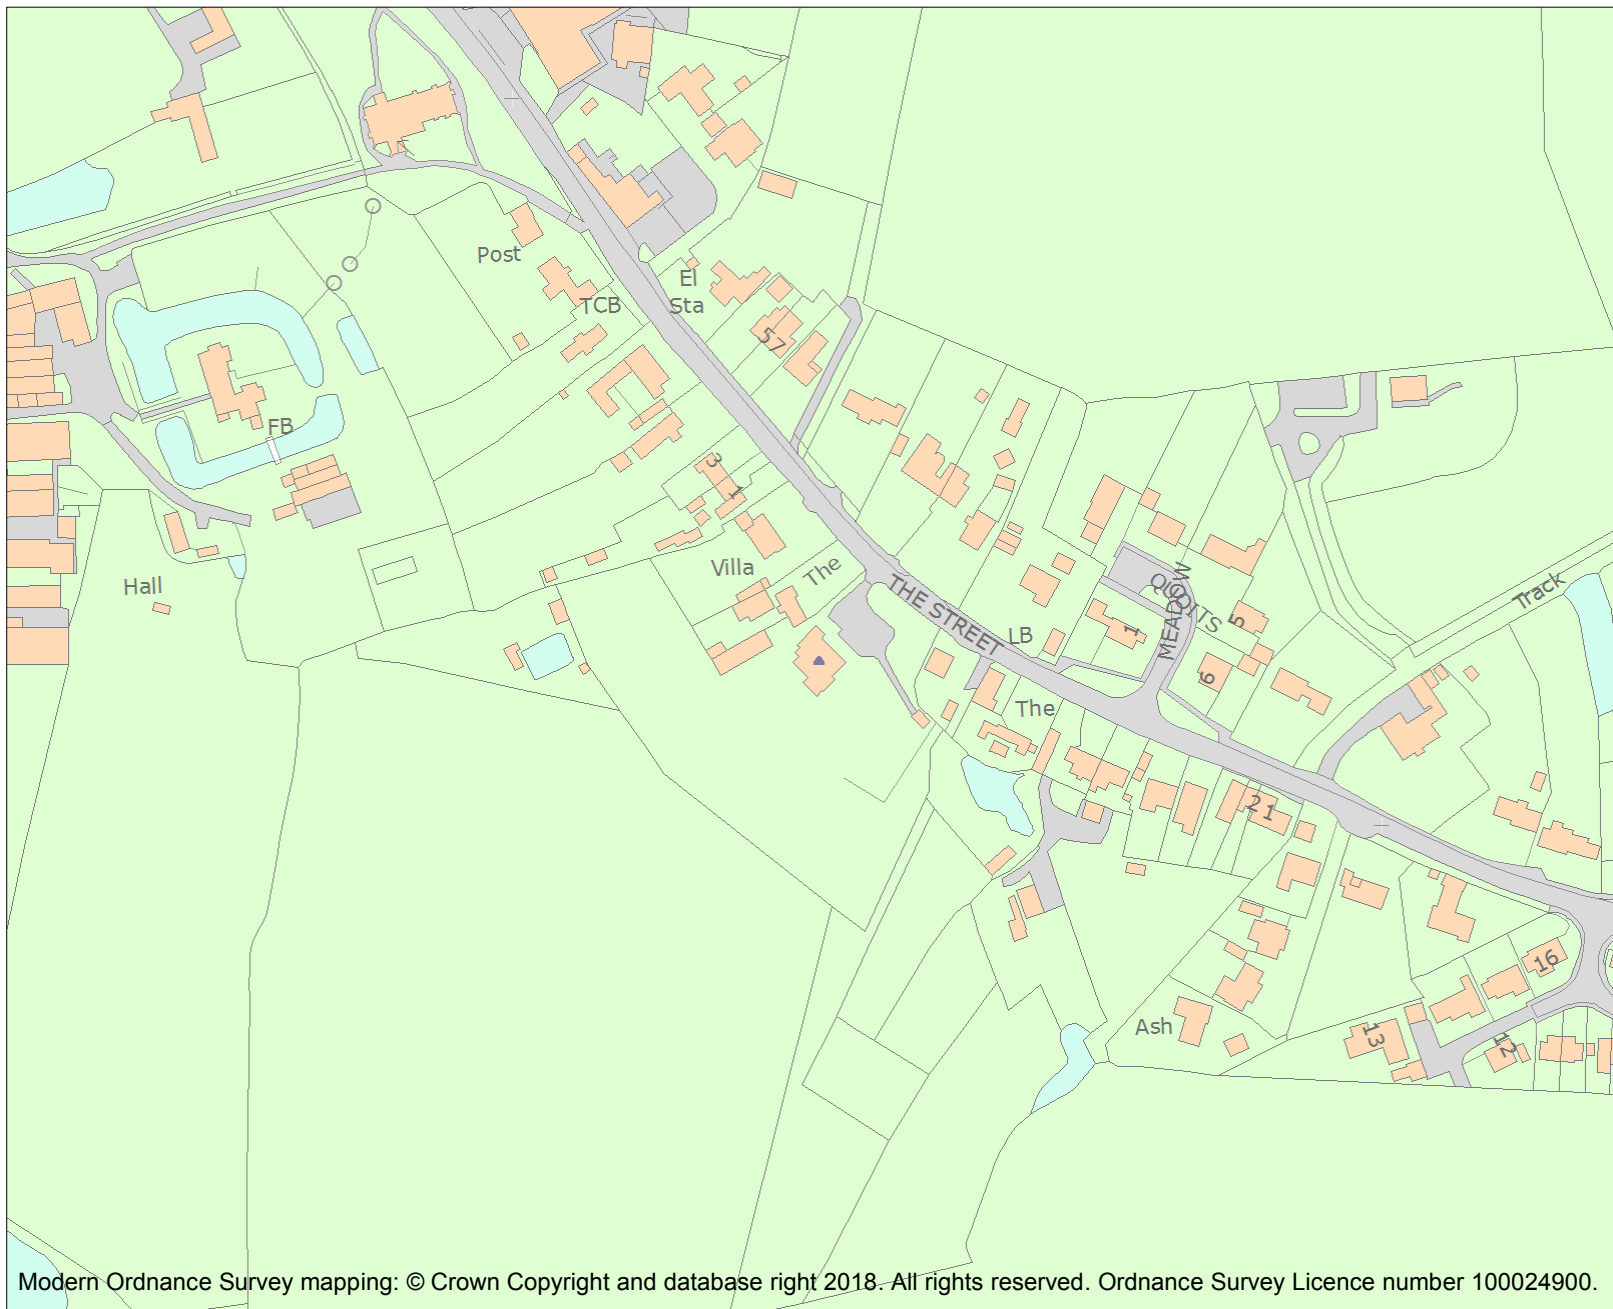 Post
TCB
El
Sta
57
FB
3
1
Hall
Villa
The
THE STREET
LB
The
QUOITS
MEADOW
1
5
6
Track
21
16
Ash
13
12
Modern Ordnance Survey mapping: © Crown Copyright and database right 2018. All rights reserved. Ordnance Survey Licence number 100024900.